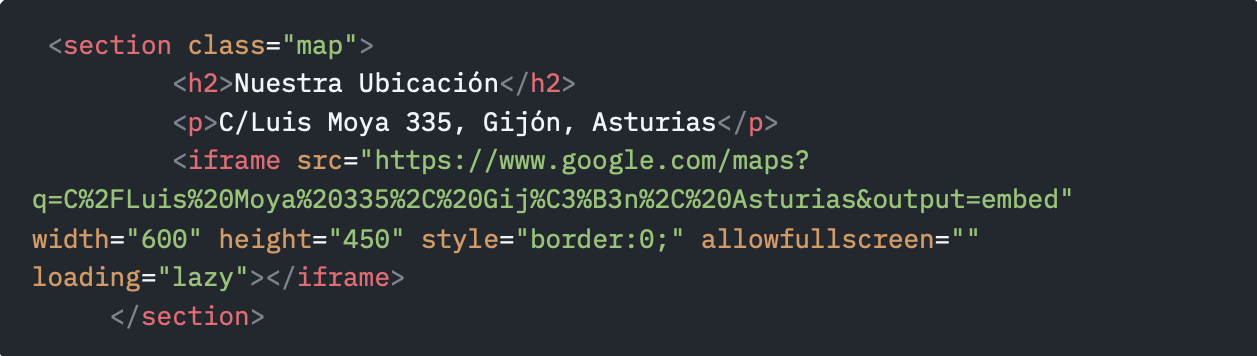 <section class="map">
<h2>Nuestra Ubicación</h2>
<p>C/Luis Moya 335, Gijón, Asturias</p>
<iframe src="https://www.google.com/maps?
q=C%2FLuis%20Moya%20335%2C%20Gij%C3%B3n%2C%20Asturias&output=embed"
width="600" height="450" style="border:0;" allowfullscreen=""
loading="lazy"></iframe>
</section>